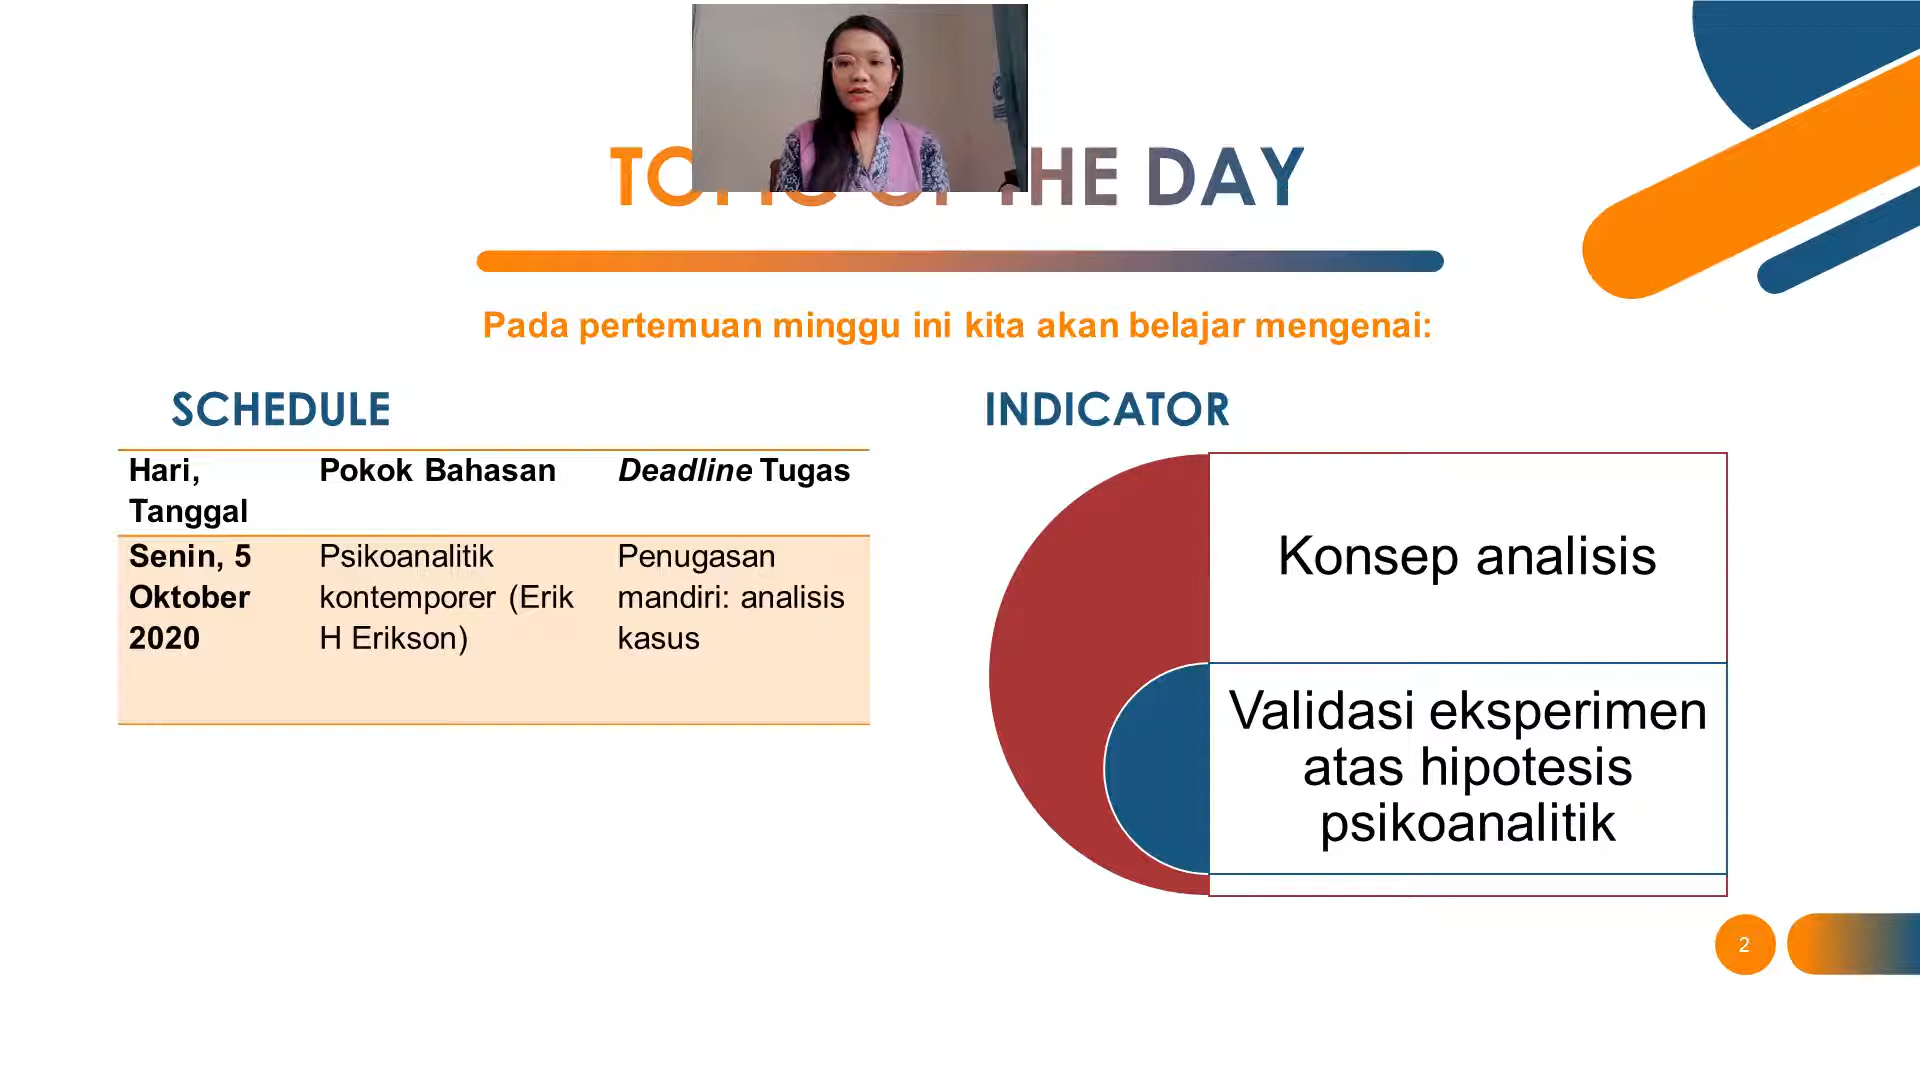 HE DAY
Pada pertemuan minggu ini kita akan belajar mengenai:
SCHEDULE
Hari,
Tanggal
Pokok Bahasan
Deadline Tugas
Senin, 5
Oktober
2020
Psikoanalitik
kontemporer (Erik
H Erikson)
Penugasan
mandiri: analisis
kasus
INDICATOR
Konsep analisis
Validasi eksperimen
atas hipotesis
psikoanalitik
2